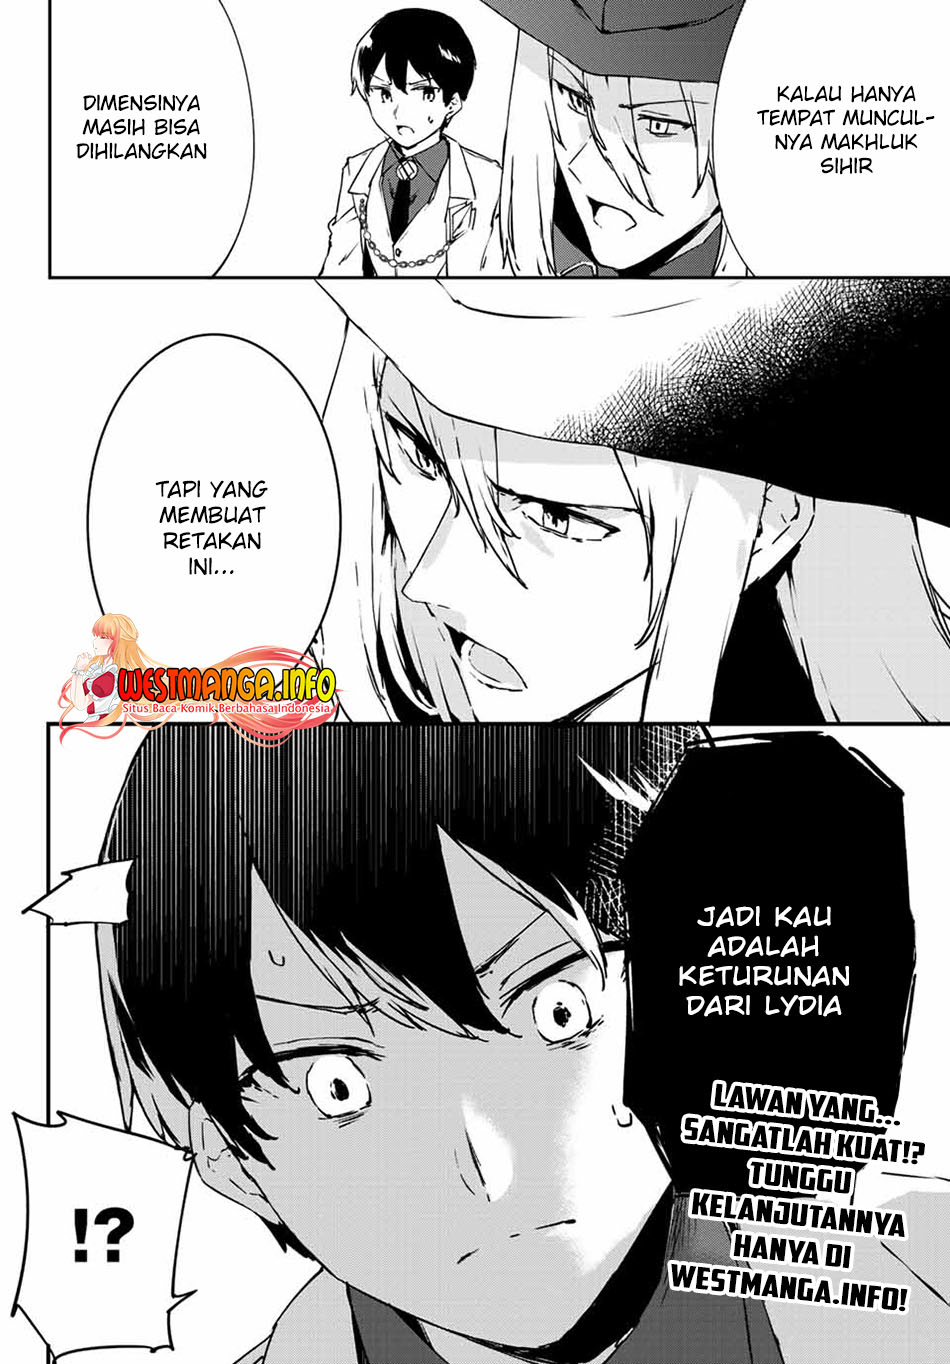 KALAU HANYA
TEMPAT MUNCUL-
NYA MAKHLUK
SIHIR
DIMENSINYA
MASIH BISA
DIHILANGKAN
TAPI YANG
MEMBUAT
RETAKAN
INI...
WESTMANGA.INFO
Situs Baca Komik Berbahasa Indonesia
JADI KAU
ADALAH
KETURUNAN
DARI LYDIA
!?
LAWAN YANG...
SANGATLAH KUAT!?
TUNGGU
KELANJUTANNYA
HANYA DI
WESTMANGA.INFO!